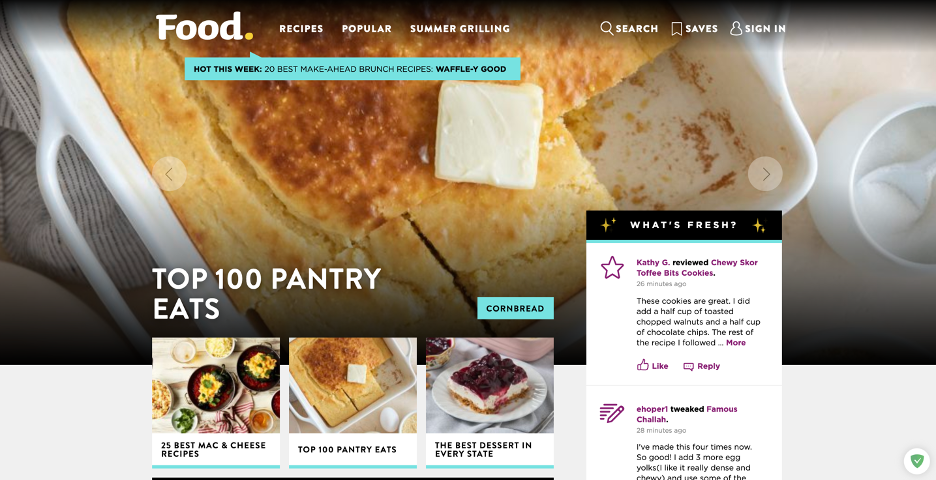 Food.
RECIPES
POPULAR
SUMMER GRILLING
SEARCH
SAVES
SIGN IN
HOT THIS WEEK: 20 BEST MAKE-AHEAD BRUNCH RECIPES: WAFFLE-Y GOOD
TOP 100 PANTRY
EATS
CORNBREAD
25 BEST MAC & CHEESE
RECIPES
TOP 100 PANTRY EATS
THE BEST DESSERT IN
EVERY STATE
WHAT'S FRESH?
Kathy G. reviewed Chewy Skor
Toffee Bits Cookies.
26 minutes ago
These cookies are great. I did
add a half cup of toasted
chopped walnuts and a half cup
of chocolate chips. The rest of
the recipe I followed ... More
Like
Reply
ehoper1 tweaked Famous
Challah.
28 minutes ago
I've made this four times now.
So good! I add 3 more egg
yolks(I like it really dense and
chewy) and use some of the